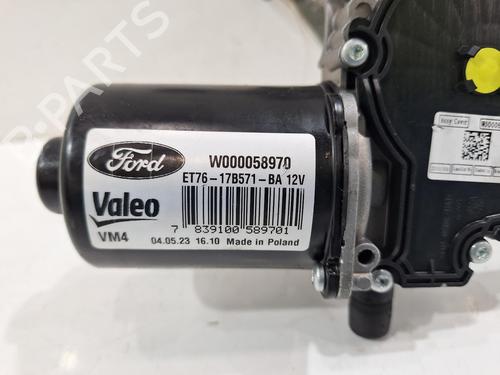 Ford
W000058970
ET76-17B571-BA 12V
Valeo
VM4
7 839100 589701
04.05.23 16.10 Made in Poland